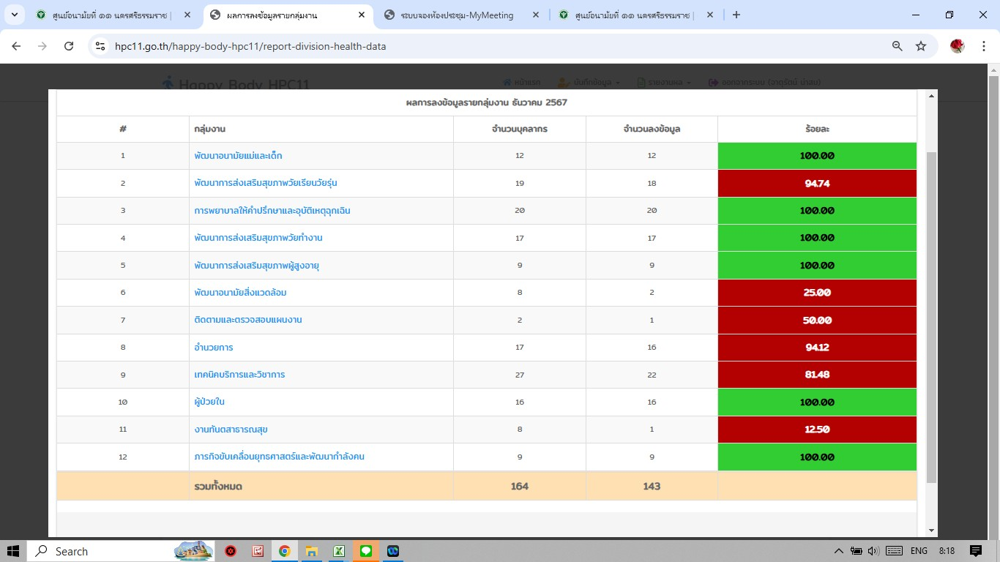 ศูนย์อนามัยที่ ๑๑ นครศรีธรรมราช |
ผลการลงข้อมูลรายกลุ่มงาน
ระบบจองห้องประชุม-MyMeeting
ศูนย์อนามัยที่ ๑๑ นครศรีธรรมราช |
hpc11.go.th/happy-body-hpc11/report-division-health-data
Happy Body HPC11 หน้าแรก บันทึกข้อมูล รายงานผล ออกจากระบบ (จาตุรัตน์ นำสน)
ผลการลงข้อมูลรายกลุ่มงาน ธันวาคม 2567
# กลุ่มงาน จำนวนบุคลากร จำนวนลงข้อมูล ร้อยละ
1 พัฒนาอนามัยแม่และเด็ก 12 12 100.00
2 พัฒนาการส่งเสริมสุขภาพวัยเรียนวัยรุ่น 19 18 94.74
3 การพยาบาลให้คำปรึกษาและอุบัติเหตุฉุกเฉิน 20 20 100.00
4 พัฒนาการส่งเสริมสุขภาพวัยทำงาน 17 17 100.00
5 พัฒนาการส่งเสริมสุขภาพผู้สูงอายุ 9 9 100.00
6 พัฒนาอนามัยสิ่งแวดล้อม 8 2 25.00
7 ติดตามและตรวจสอบแผนงาน 2 1 50.00
8 อำนวยการ 17 16 94.12
9 เทคนิคบริการและวิชาการ 27 22 81.48
10 ผู้ป่วยใน 16 16 100.00
11 งานทันตสาธารณสุข 8 1 12.50
12 ภารกิจขับเคลื่อนยุทธศาสตร์และพัฒนากำลังคน 9 9 100.00
รวมทั้งหมด 164 143
Search ENG 8:18